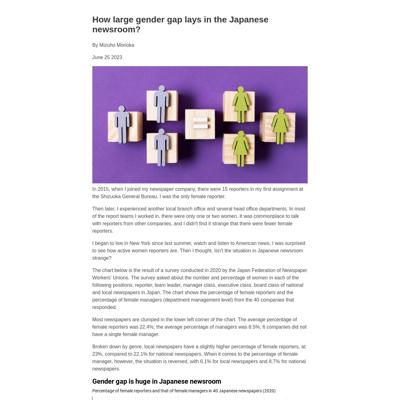 How large gender gap lays in the Japanese
newsroom?
By Mizuho Morioka
June 25 2023
In 2015, when I joined my newspaper company, there were 15 reporters in my first assignment at
the Shizuoka General Bureau. I was the only female reporter.
Then later, I experienced another local branch office and several head office departments. In most
of the report teams I worked in, there were only one or two women. It was commonplace to talk
with reporters from other companies, and I didn't find it strange that there were fewer female
reporters.
I began to live in New York since last summer, watch and listen to American news, I was surprised
to see how active women reporters are. Then I thought, isn't the situation in Japanese newsroom
strange?
The chart below is the result of a survey conducted in 2020 by the Japan Federation of Newspaper
Workers' Unions. The survey asked about the number and percentage of women in each of the
following positions: reporter, team leader, manager class, executive class, board class of national
and local newspapers in Japan. The chart shows the percentage of female reporters and the
percentage of female managers (department management level) from the 40 companies that
responded.
Most newspapers are clumped in the lower left corner of the chart. The average percentage of
female reporters was 22.4%; the average percentage of managers was 8.5%, 6 companies did not
have a single female manager.
Broken down by genre, local newspapers have a slightly higher percentage of female reporters, at
23%, compared to 22.1% for national newspapers. When it comes to the percentage of female
manager, however, the situation is reversed, with 6.1% for local newspapers and 8.7% for national
newspapers.
Gender gap is huge in Japanese newsroom
Percentage of female reporters and that of female managers in 40 Japanese newspapers (2020)